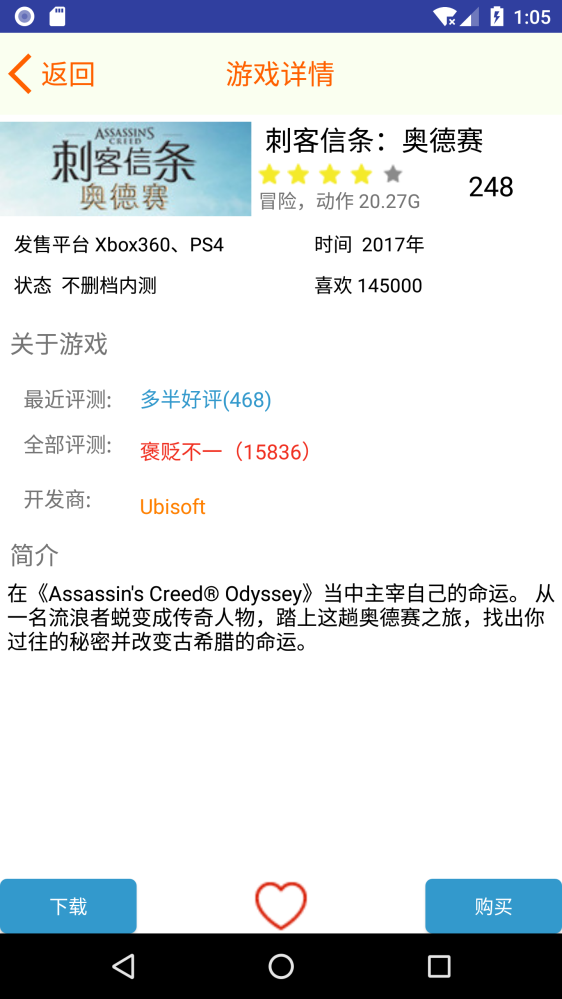 1:05
返回
游戏详情
ASSASSIN'S
CREED
刺客信条
奥德赛
刺客信条：奥德赛
冒险，动作 20.27G
248
发售平台 Xbox360、PS4
时间 2017年
状态 不删档内测
喜欢 145000
关于游戏
最近评测:
多半好评(468)
全部评测:
褒贬不一（15836）
开发商:
Ubisoft
简介
在《Assassin's Creed® Odyssey》当中主宰自己的命运。 从
一名流浪者蜕变成传奇人物，踏上这趟奥德赛之旅，找出你
过往的秘密并改变古希腊的命运。
下载
购买